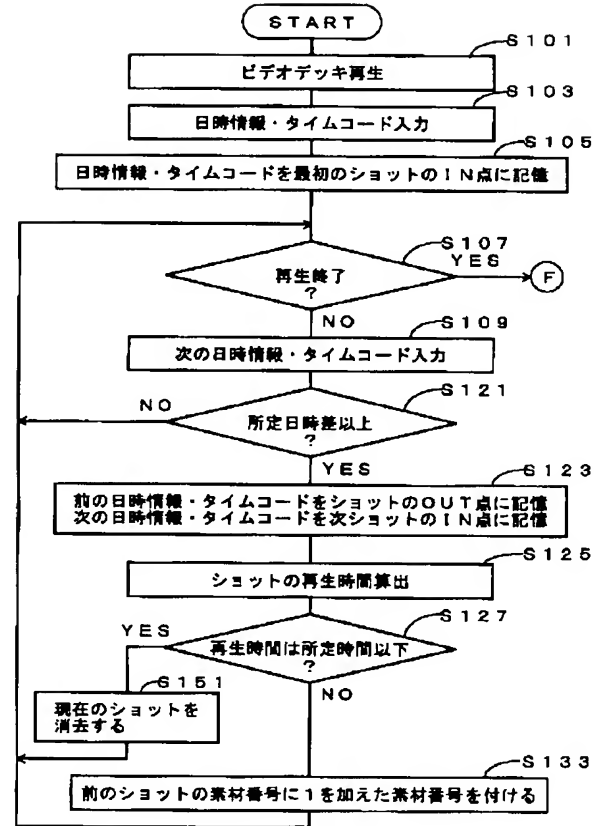 START
S101
ビデオデッキ再生
S103
日時情報・タイムコード入力
S105
日時情報・タイムコードを最初のショットのIN点に記憶
S107
再生終了
?
YES
F
NO
S109
次の日時情報・タイムコード入力
S121
所定日時差以上
?
NO
YES
S123
前の日時情報・タイムコードをショットのOUT点に記憶
次の日時情報・タイムコードを次ショットのIN点に記憶
S125
ショットの再生時間算出
S127
再生時間は所定時間以下
?
YES
NO
S151
現在のショットを
消去する
S133
前のショットの素材番号に1を加えた素材番号を付ける